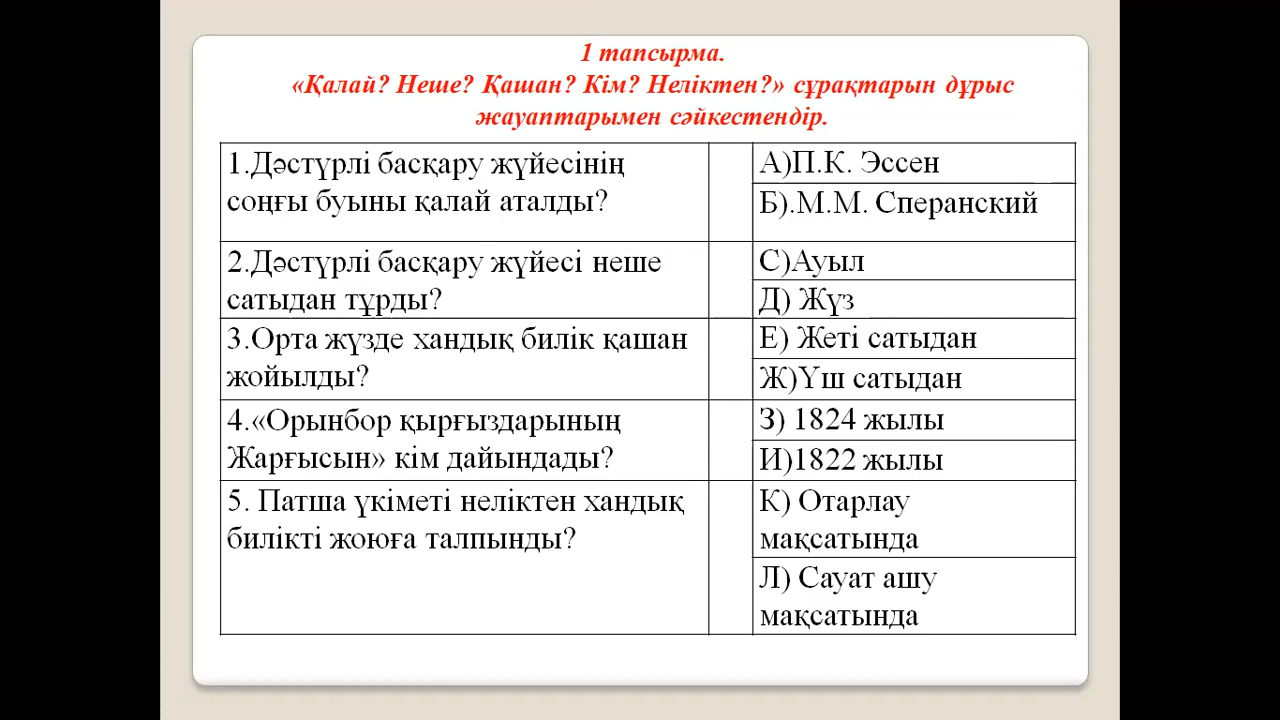 1 тапсырма.
«Қалай? Неше? Қашан? Кім? Неліктен?» сұрақтарын дұрыс
жауаптарымен сәйкестендір.
1.Дәстүрлі басқару жүйесінің
соңғы буыны қалай аталды?
А)П.К. Эссен
Б).М.М. Сперанский
2.Дәстүрлі басқару жүйесі неше
сатыдан тұрды?
С)Ауыл
Д) Жүз
3.Орта жүзде хандық билік қашан
жойылды?
Е) Жеті сатыдан
Ж)Үш сатыдан
4.«Орынбор қырғыздарының
Жарғысын» кім дайындады?
З) 1824 жылы
И)1822 жылы
5. Патша үкіметі неліктен хандық
билікті жоюға талпынды?
К) Отарлау
мақсатында
Л) Сауат ашу
мақсатында